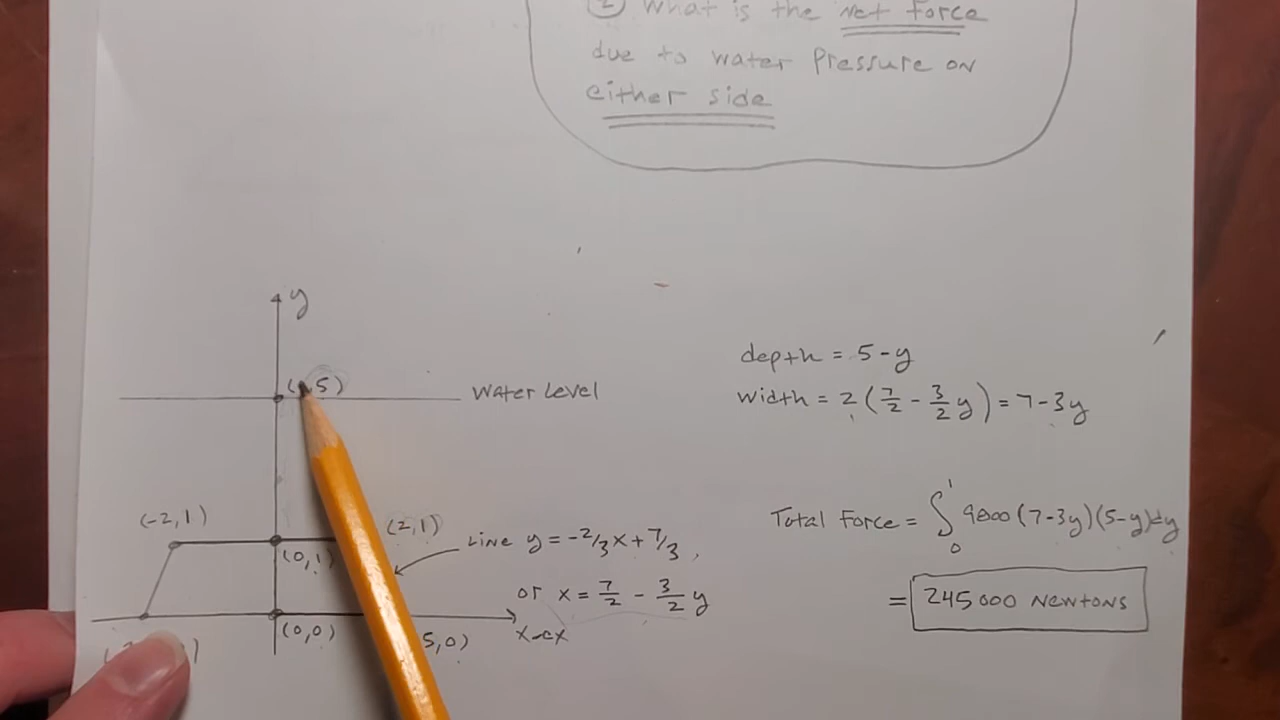 ② What is the Net Force
due to water Pressure on
either side
y
5)
Water Level
depth = 5-y
width = 2(7/2 - 3/2 y) = 7-3y
(-2,1)
(2,1)
(0,1)
Line y = -2/3x + 7/3,
or x = 7/2 - 3/2 y
Total Force = ∫₀¹ 9800(7-3y)(5-y)dy
= 245000 Newtons
(0,0)
5,0)